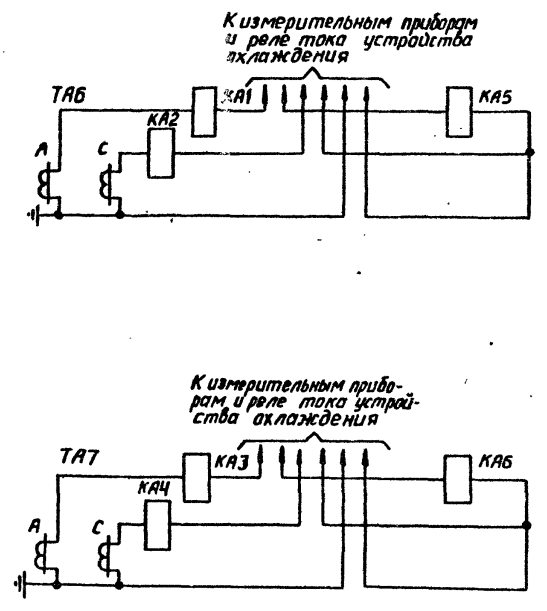 К измерительным приборам
и реле тока устройства
охлаждения
ТА6
КА1
КА5
КА2
А
С
К измерительным прибо-
рам и реле тока устрой-
ства охлаждения
ТА7
КА3
КА6
КА4
А
С